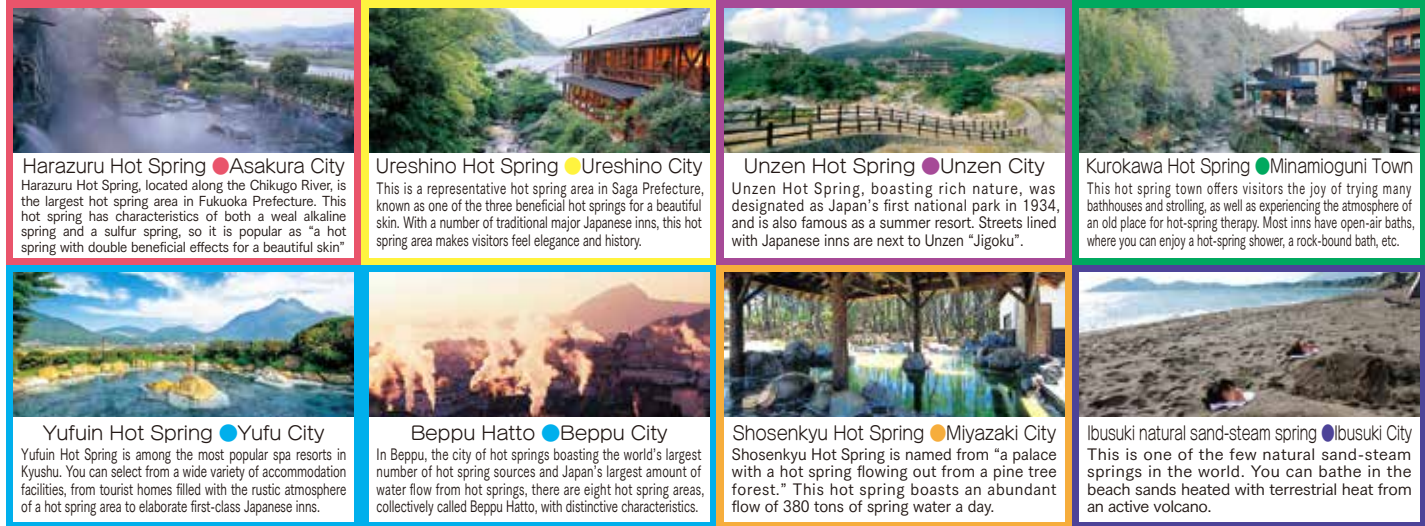 Harazuru Hot Spring ●Asakura City
Harazuru Hot Spring, located along the Chikugo River, is
the largest hot spring area in Fukuoka Prefecture. This
hot spring has characteristics of both a weal alkaline
spring and a sulfur spring, so it is popular as “a hot
spring with double beneficial effects for a beautiful skin”
Ureshino Hot Spring ●Ureshino City
This is a representative hot spring area in Saga Prefecture,
known as one of the three beneficial hot springs for a beautiful
skin. With a number of traditional major Japanese inns, this hot
spring area makes visitors feel elegance and history.
Unzen Hot Spring ●Unzen City
Unzen Hot Spring, boasting rich nature, was
designated as Japan’s first national park in 1934,
and is also famous as a summer resort. Streets lined
with Japanese inns are next to Unzen “Jigoku”.
Kurokawa Hot Spring ●Minamioguni Town
This hot spring town offers visitors the joy of trying many
bathhouses and strolling, as well as experiencing the atmosphere of
an old place for hot-spring therapy. Most inns have open-air baths,
where you can enjoy a hot-spring shower, a rock-bound bath, etc.
Yufuin Hot Spring ●Yufu City
Yufuin Hot Spring is among the most popular spa resorts in
Kyushu. You can select from a wide variety of accommodation
facilities, from tourist homes filled with the rustic atmosphere
of a hot spring area to elaborate first-class Japanese inns.
Beppu Hatto ●Beppu City
In Beppu, the city of hot springs boasting the world’s largest
number of hot spring sources and Japan’s largest amount of
water flow from hot springs, there are eight hot spring areas,
collectively called Beppu Hatto, with distinctive characteristics.
Shosenkyu Hot Spring ●Miyazaki City
Shosenkyu Hot Spring is named from “a palace
with a hot spring flowing out from a pine tree
forest.” This hot spring boasts an abundant
flow of 380 tons of spring water a day.
Ibusuki natural sand-steam spring ●Ibusuki City
This is one of the few natural sand-steam
springs in the world. You can bathe in the
beach sands heated with terrestrial heat from
an active volcano.